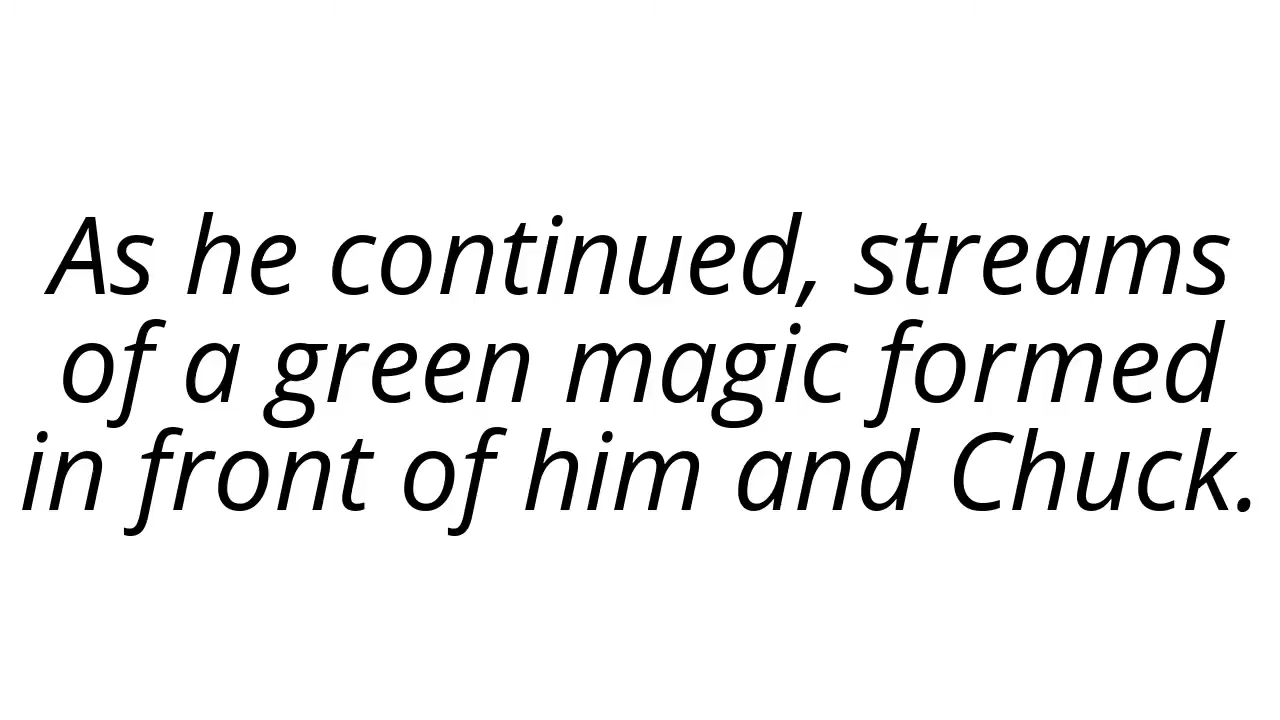 As he continued, streams
of a green magic formed
in front of him and Chuck.